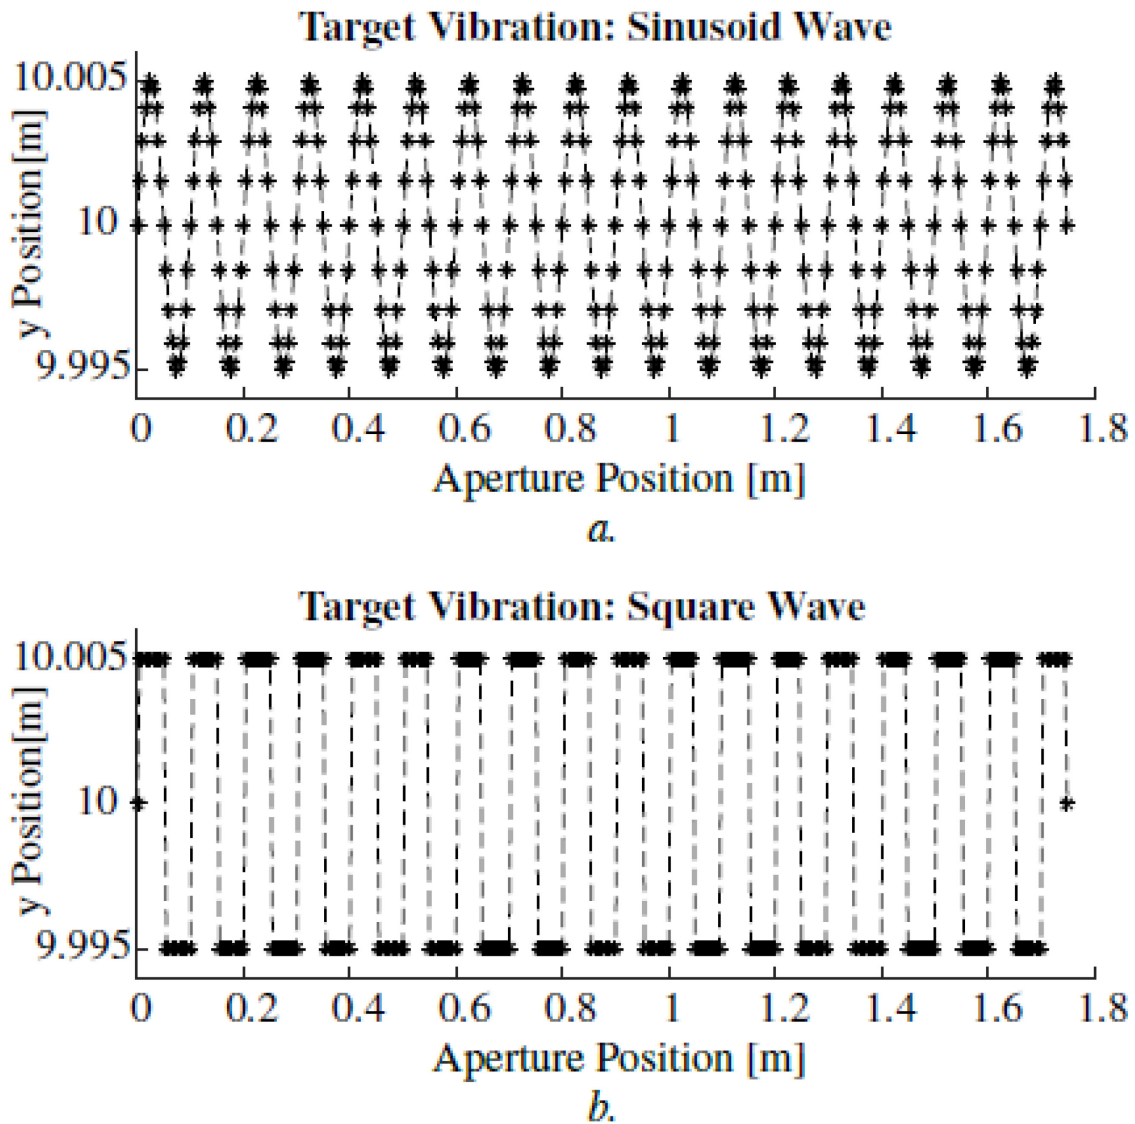 Target Vibration: Sinusoid Wave
10.005
10
9.995
y Position[m]
0 0.2 0.4 0.6 0.8 1 1.2 1.4 1.6 1.8
Aperture Position [m]
a.
Target Vibration: Square Wave
10.005
10
9.995
y Position[m]
0 0.2 0.4 0.6 0.8 1 1.2 1.4 1.6 1.8
Aperture Position [m]
b.